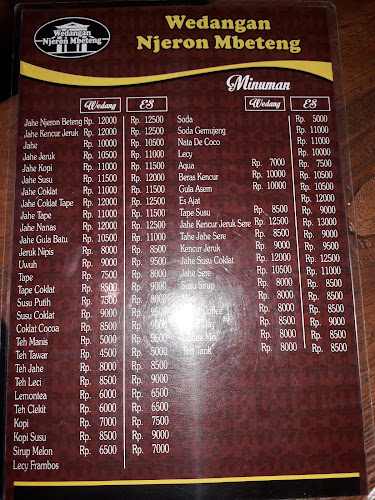 Wedangan
Njeron Mbeteng
Wedangan
Njeron Mbeteng
Minuman
Wedang ES
Jahe Njeron Beteng Rp. 12000 Rp. 12500
Jahe Kencur Jeruk Rp. 12000 Rp. 12500
Jahe Rp. 10000 Rp. 10500
Jahe Jeruk Rp. 10500 Rp. 11000
Jahe Kopi Rp. 11000 Rp. 11500
Jahe Susu Rp. 11500 Rp. 11500
Jahe Coklat Rp. 11000 Rp. 11500
Jahe Coklat Tape Rp. 12000 Rp. 12500
Jahe Tape Rp. 11000 Rp. 11500
Jahe Nanas Rp. 12000 Rp. 12500
Jahe Gula Batu Rp. 10500 Rp. 11000
Jeruk Nipis Rp. 8000 Rp. 8500
Uwuh Rp. 9000 Rp. 9000
Tape Rp. 7500 Rp. 8000
Tape Coklat Rp. 8500 Rp. 8500
Susu Putih Rp. 7500 Rp. 8000
Susu Coklat Rp. 9000 Rp. 9500
Coklat Cocoa Rp. 8500 Rp. 8500
Teh Manis Rp. 5000 Rp.
Teh Tawar Rp. 4500 Rp. 5000
Teh Jahe Rp. 8000 Rp. 8500
Teh Leci Rp. 8500 Rp. 9000
Lemontea Rp. 6000 Rp. 6500
Teh Clekit Rp. 6000 Rp. 6500
Kopi Rp. 7000 Rp. 7500
Kopi Susu Rp. 8500 Rp. 9000
Sirup Melon Rp. 6500 Rp. 7000
Lecy Frambos
Wedang ES
Soda Rp. 5000
Soda Gemujeng Rp. 11000
Nata De Coco Rp. 11000
Lecy Rp. 10000
Aqua Rp. 7000 Rp. 7500
Beras Kencur Rp. 10000 Rp. 10500
Gula Asem Rp. 10000 Rp. 10500
Es Ajat Rp. 12000
Tape Susu Rp. 8500 Rp. 9000
Jahe Kencur Jeruk Sere Rp. 12500 Rp. 13000
Tahe Jahe Sere Rp. 8500 Rp. 9000
Kencur Jeruk Rp. 9000 Rp. 9500
Jahe Susu Coklat Rp. 12000 Rp. 12500
Jahe Sere Rp. 10500 Rp. 11000
Susu Sirup Rp. 8000 Rp. 8500
Rp. 8000 Rp. 8500
Coffee Rp. 8000 Rp. 8500
Rp. 8000 Rp. 8500
Rp. 8000 Rp. 8500
Teh Tarik Rp. 8000 Rp. 8500